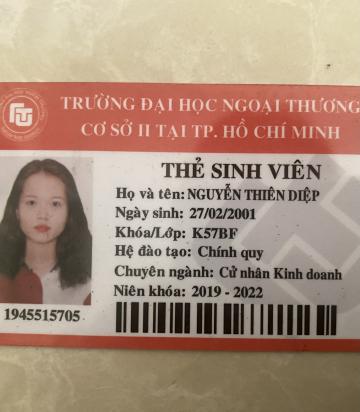 TRƯỜNG ĐẠI HỌC NGOẠI THƯƠNG
CƠ SỞ II TẠI TP. HỒ CHÍ MINH
THẺ SINH VIÊN
Họ và tên: NGUYỄN THIÊN DIỆP
Ngày sinh: 27/02/2001
Khóa/Lớp: K57BF
Hệ đào tạo: Chính quy
Chuyên ngành: Cử nhân Kinh doanh
Niên khóa: 2019 - 2022
1945515705